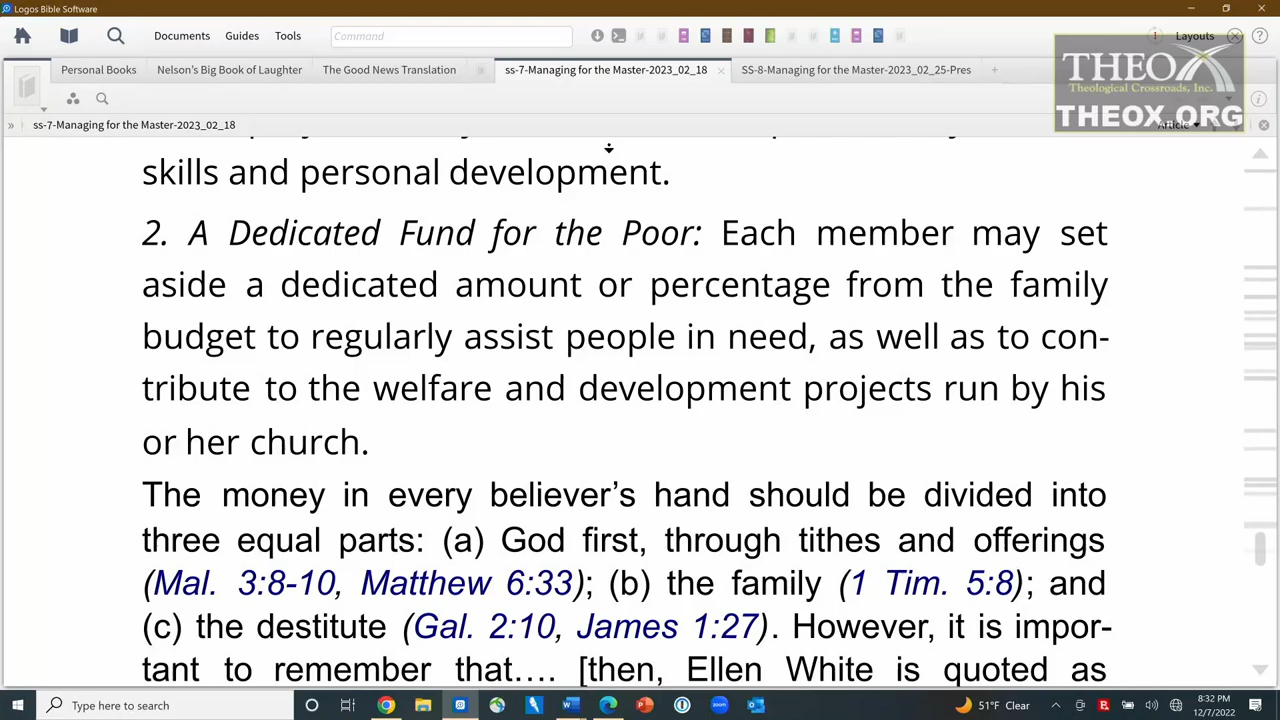 Logos Bible Software
Documents Guides Tools Command Layouts
Personal Books Nelson's Big Book of Laughter The Good News Translation ss-7-Managing for the Master-2023_02_18 SS-8-Managing for the Master-2023_02_25-Pres
THEOX
Theological Crossroads, Inc.
THEOX.ORG
ss-7-Managing for the Master-2023_02_18 Article
skills and personal development.
2. A Dedicated Fund for the Poor: Each member may set
aside a dedicated amount or percentage from the family
budget to regularly assist people in need, as well as to con-
tribute to the welfare and development projects run by his
or her church.
The money in every believer's hand should be divided into
three equal parts: (a) God first, through tithes and offerings
(Mal. 3:8-10, Matthew 6:33); (b) the family (1 Tim. 5:8); and
(c) the destitute (Gal. 2:10, James 1:27). However, it is impor-
tant to remember that…. [then, Ellen White is quoted as
Type here to search 51°F Clear 8:32 PM
12/7/2022